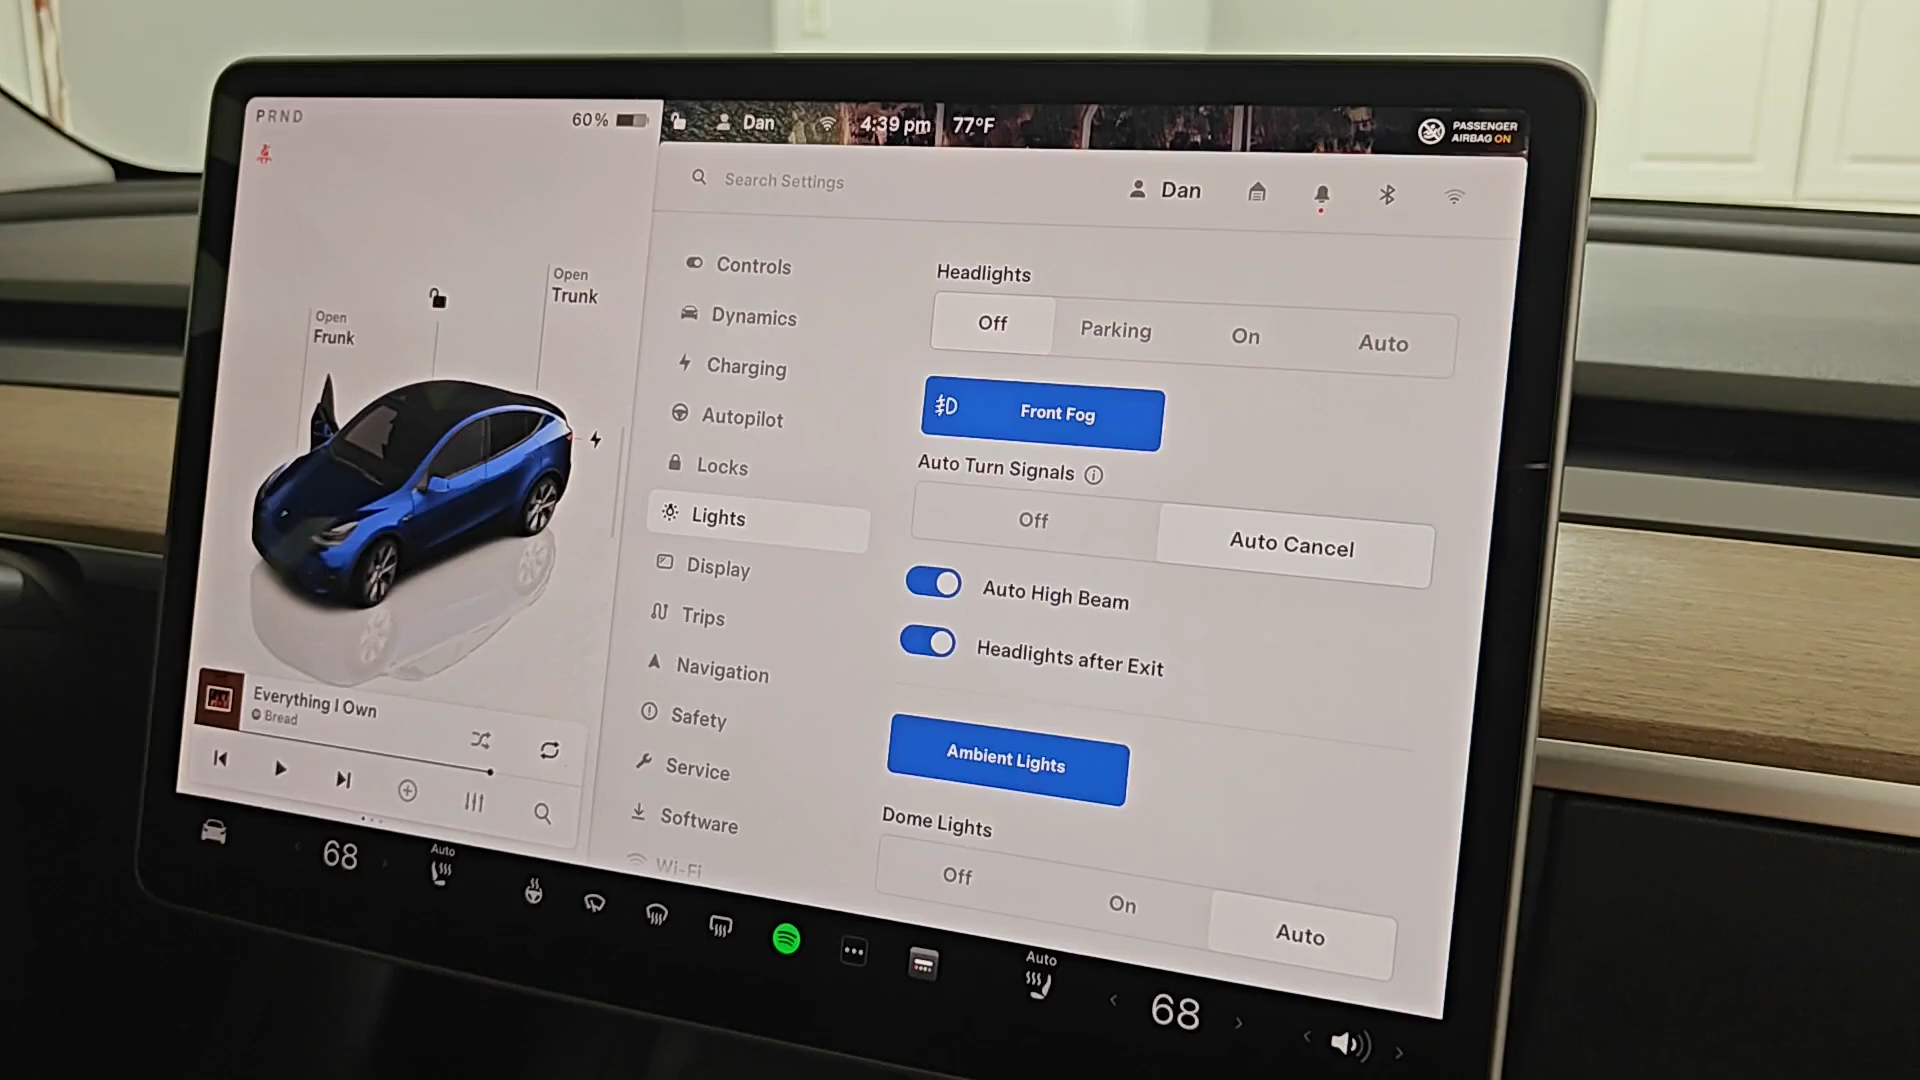 PRND
60%
Dan
4:39 pm
77°F
PASSENGER
AIRBAG ON
Search Settings
Dan
Open
Trunk
Open
Frunk
Everything I Own
Bread
Controls
Dynamics
Charging
Autopilot
Locks
Lights
Display
Trips
Navigation
Safety
Service
Software
Wi-Fi
Headlights
Off
Parking
On
Auto
Front Fog
Auto Turn Signals
Off
Auto Cancel
Auto High Beam
Headlights after Exit
Ambient Lights
Dome Lights
Off
On
Auto
68
Auto
Auto
68